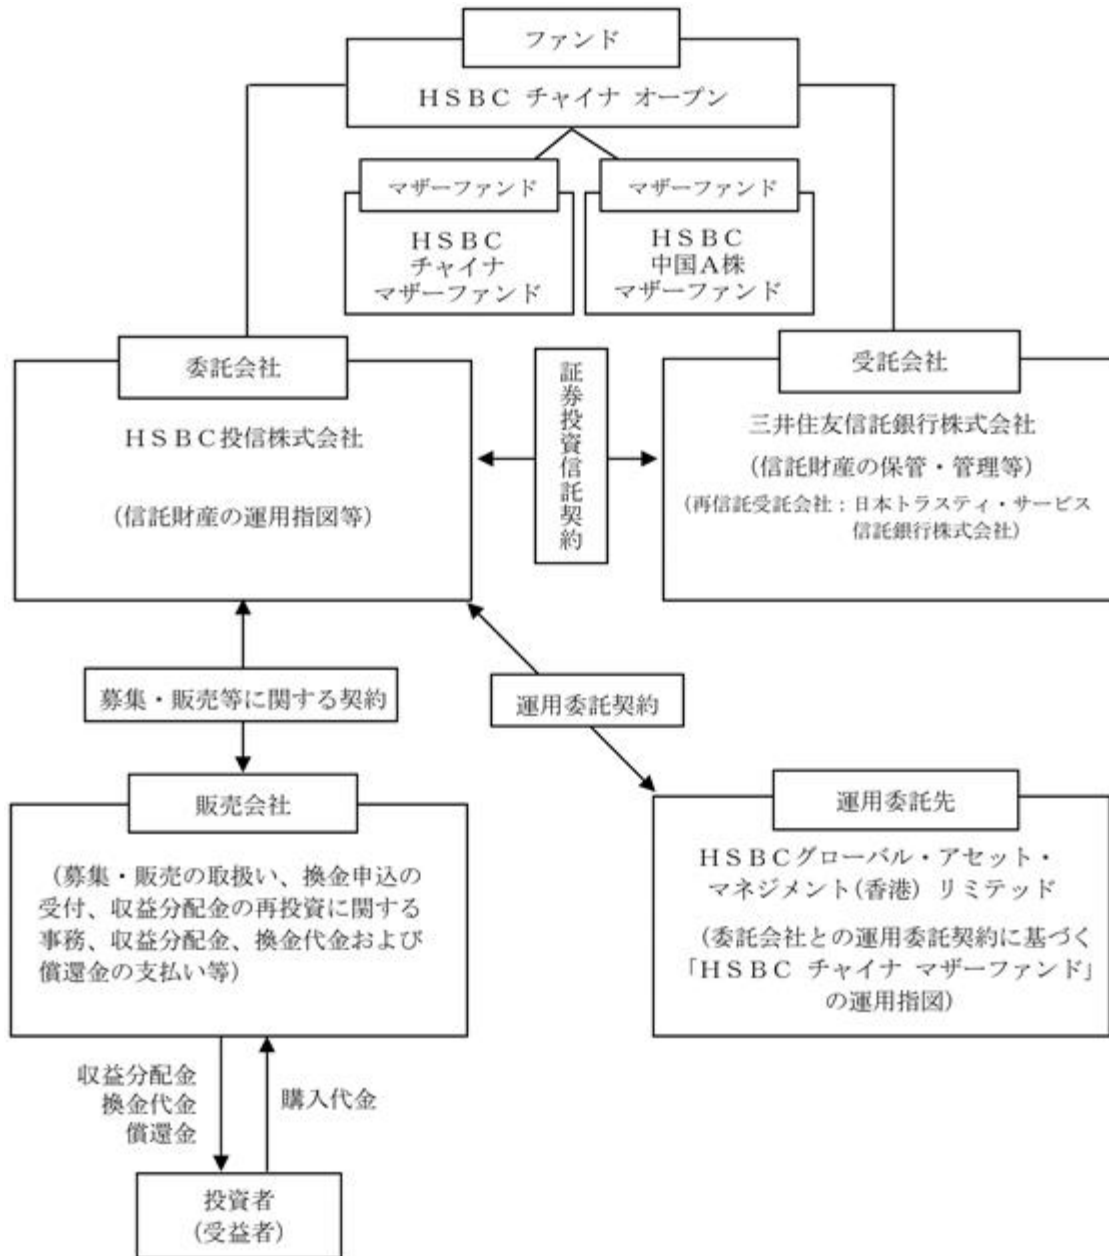 ファンド
ＨＳＢＣ チャイナ オープン
マザーファンド
ＨＳＢＣ
チャイナ
マザーファンド
マザーファンド
ＨＳＢＣ
中国Ａ株
マザーファンド
委託会社
ＨＳＢＣ投信株式会社
（信託財産の運用指図等）
証券投資信託契約
受託会社
三井住友信託銀行株式会社
（信託財産の保管・管理等）
（再信託受託会社：日本トラスティ・サービス
信託銀行株式会社）
募集・販売等に関する契約
運用委託契約
販売会社
（募集・販売の取扱い、換金申込の
受付、収益分配金の再投資に関する
事務、収益分配金、換金代金および
償還金の支払い等）
運用委託先
ＨＳＢＣグローバル・アセット・
マネジメント(香港) リミテッド
（委託会社との運用委託契約に基づく
「ＨＳＢＣ チャイナ マザーファンド」
の運用指図）
収益分配金
換金代金
償還金
購入代金
投資者
（受益者）